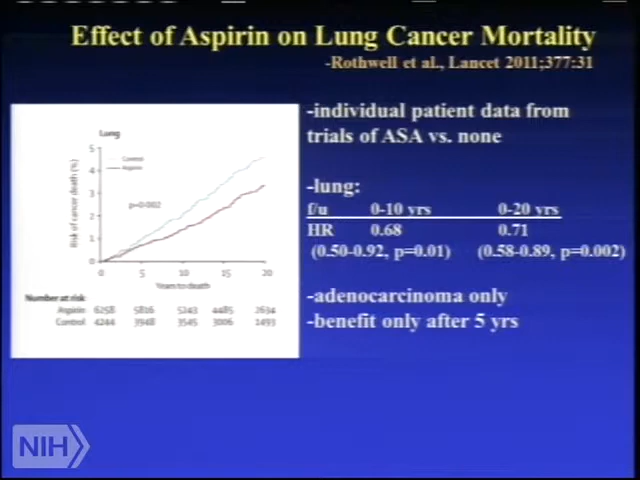 Effect of Aspirin on Lung Cancer Mortality
-Rothwell et al., Lancet 2011;377:31
-individual patient data from
trials of ASA vs. none
-lung:
f/u 0-10 yrs 0-20 yrs
HR 0.68 0.71
(0.50-0.92, p=0.01) (0.58-0.89, p=0.002)
-adenocarcinoma only
-benefit only after 5 yrs
Lung
Control
Aspirin
p=0.002
Risk of cancer death (%)
5
4
3
2
1
0
0 5 10 15 20
Years to death
Number at risk
Aspirin 6258 5816 5243 4485 2634
Control 4244 3948 3545 3006 1493
NIH